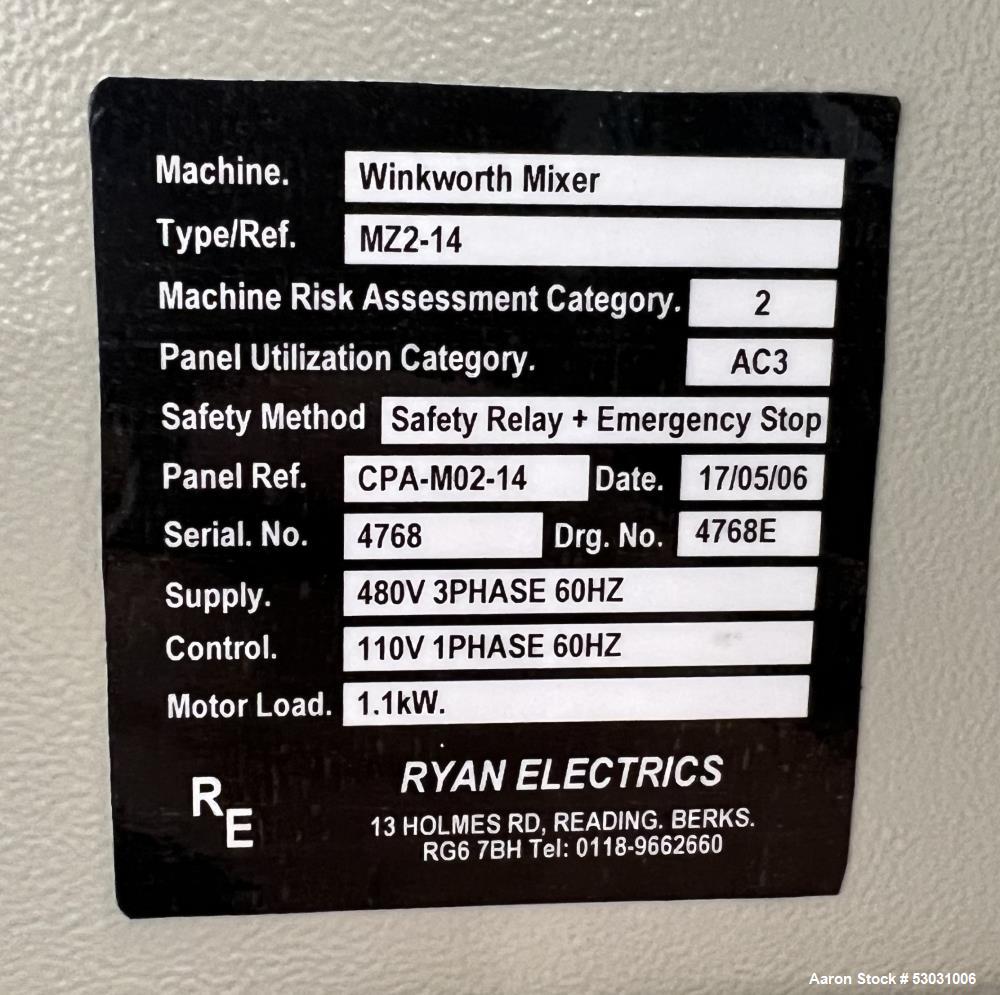 Machine. Winkworth Mixer
Type/Ref. MZ2-14
Machine Risk Assessment Category. 2
Panel Utilization Category. AC3
Safety Method Safety Relay + Emergency Stop
Panel Ref. CPA-M02-14 Date. 17/05/06
Serial. No. 4768 Drg. No. 4768E
Supply. 480V 3PHASE 60HZ
Control. 110V 1PHASE 60HZ
Motor Load. 1.1kW.
RE
RYAN ELECTRICS
13 HOLMES RD, READING. BERKS.
RG6 7BH Tel: 0118-9662660
Aaron Stock # 53031006